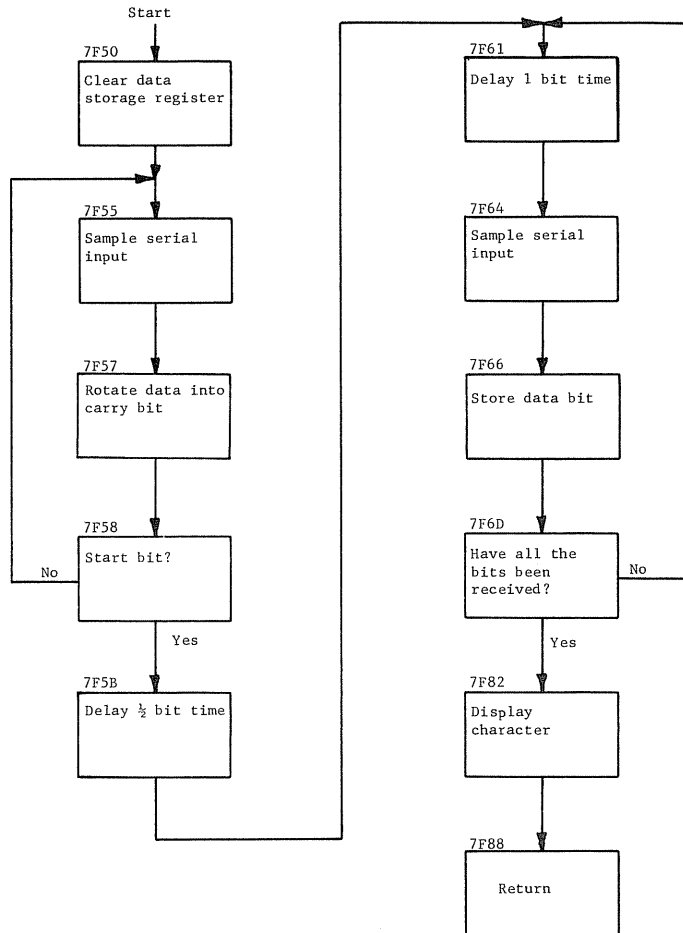 Start
7F50
Clear data
storage register
7F55
Sample serial
input
7F57
Rotate data into
carry bit
7F58
Start bit?
No
Yes
7F5B
Delay ½ bit time
7F61
Delay 1 bit time
7F64
Sample serial
input
7F66
Store data bit
7F6D
Have all the
bits been
received?
No
Yes
7F82
Display
character
7F88
Return